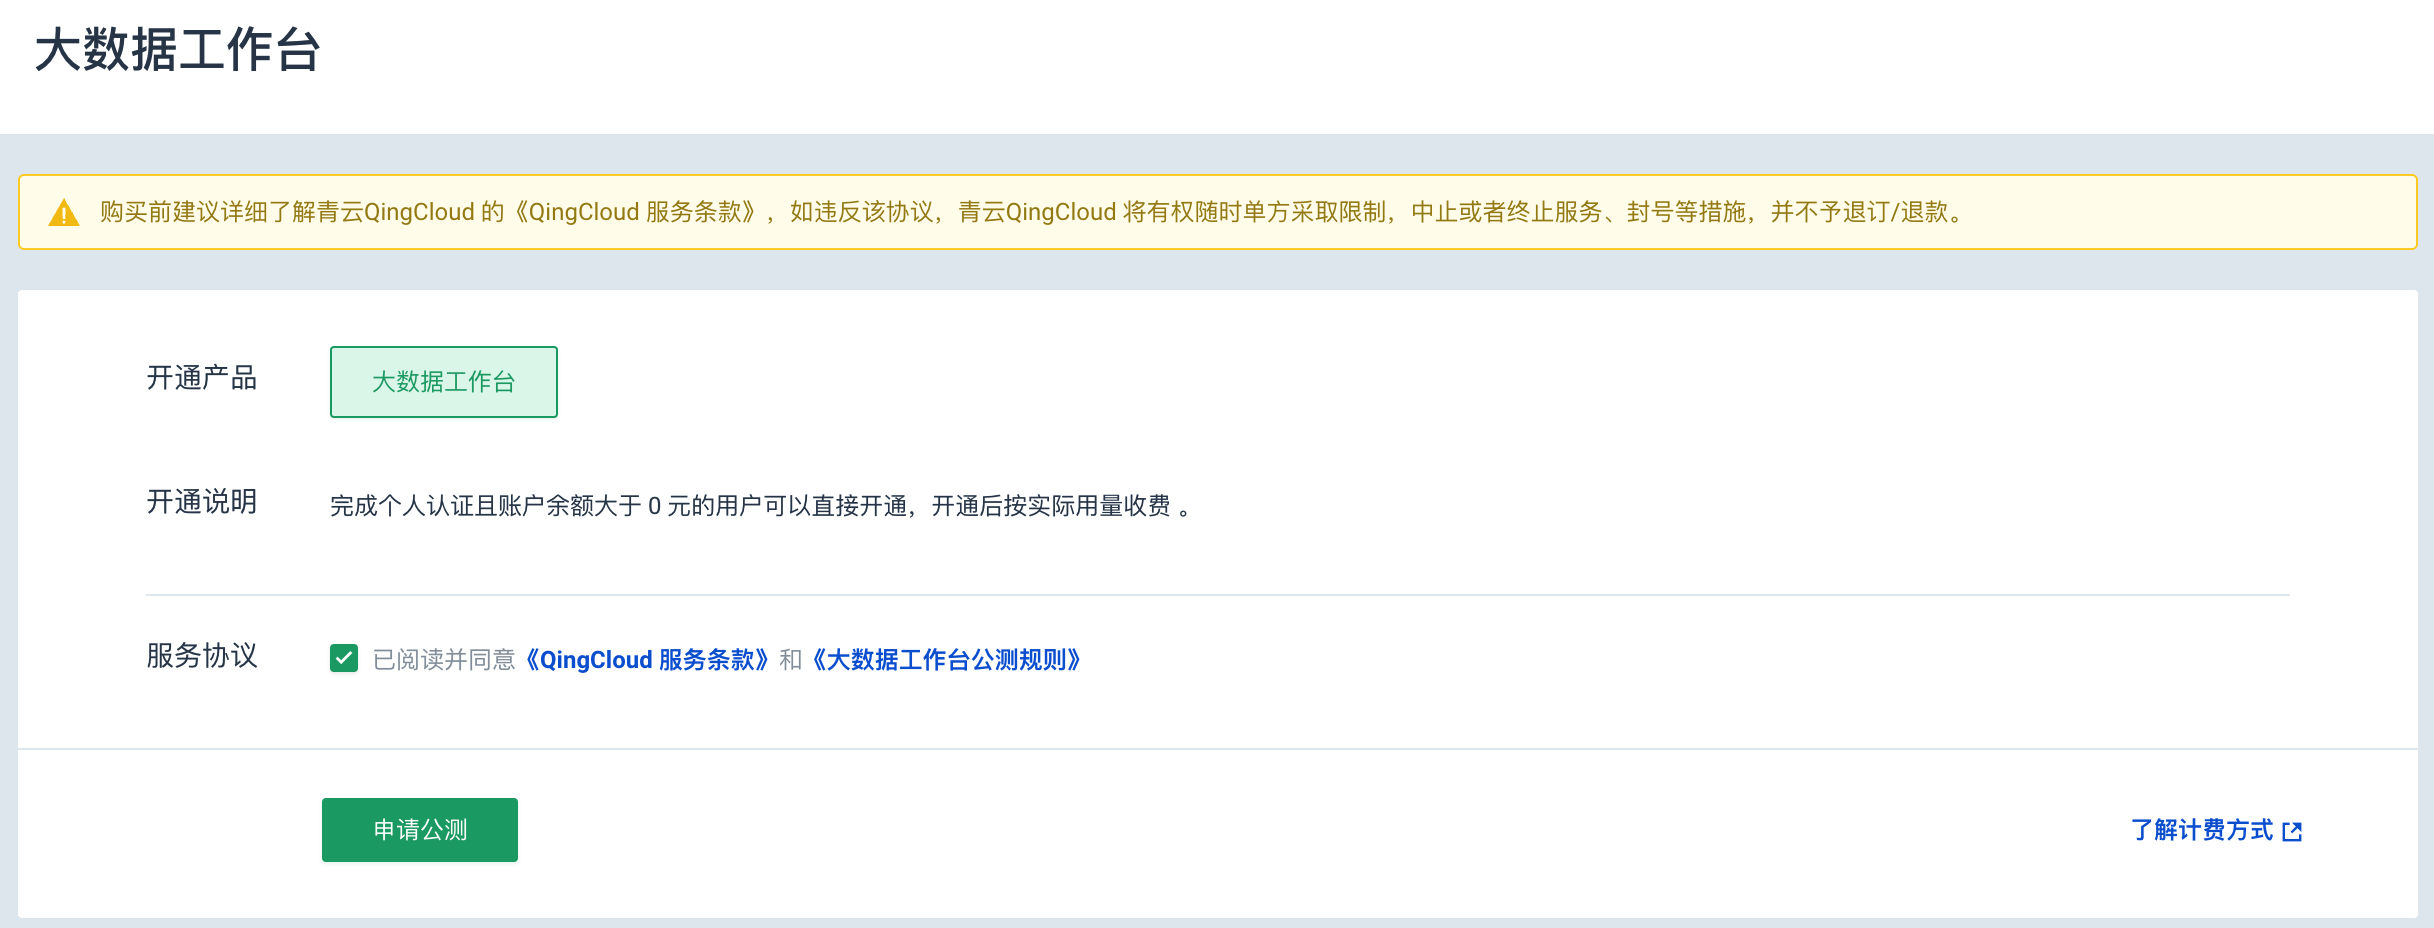 大数据工作台
购买前建议详细了解青云QingCloud 的《QingCloud 服务条款》，如违反该协议，青云QingCloud 将有权随时单方采取限制，中止或者终止服务、封号等措施，并不予退订/退款。
开通产品 大数据工作台
开通说明 完成个人认证且账户余额大于 0 元的用户可以直接开通，开通后按实际用量收费 。
服务协议 已阅读并同意《QingCloud 服务条款》和《大数据工作台公测规则》
申请公测 了解计费方式